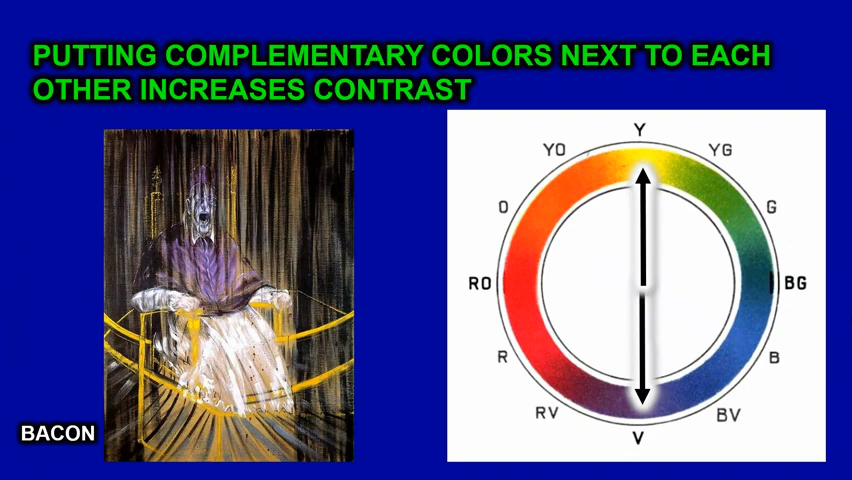 PUTTING COMPLEMENTARY COLORS NEXT TO EACH
OTHER INCREASES CONTRAST
Y
YO
YG
O
G
RO
BG
R
B
RV
BV
V
BACON